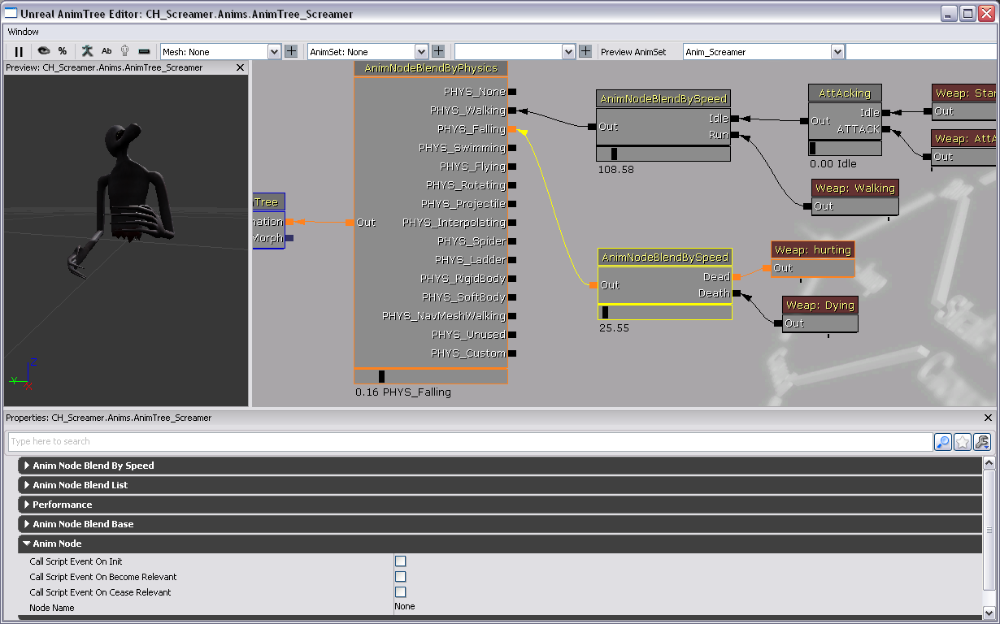 Unreal AnimTree Editor: CH_Screamer.Anims.AnimTree_Screamer
Window
% Ab Mesh: None AnimSet: None Preview AnimSet Anim_Screamer
Preview: CH_Screamer.Anims.AnimTree_Screamer
Z
Y
X
Tree
mation
Morph
AnimNodeBlendByPhysics
PHYS_None
PHYS_Walking
PHYS_Falling
PHYS_Swimming
PHYS_Flying
PHYS_Rotating
PHYS_Projectile
Out PHYS_Interpolating
PHYS_Spider
PHYS_Ladder
PHYS_RigidBody
PHYS_SoftBody
PHYS_NavMeshWalking
PHYS_Unused
PHYS_Custom
0.16 PHYS_Falling
AnimNodeBlendBySpeed
Idle
Out
Run
108.58
AttAcking
Idle
Out
ATTACK
0.00 Idle
Weap: Star
Out
Weap: AttA
Out
Weap: Walking
Out
AnimNodeBlendBySpeed
Dead
Out
Death
25.55
Weap: hurting
Out
Weap: Dying
Out
Properties: CH_Screamer.Anims.AnimTree_Screamer
Type here to search
Anim Node Blend By Speed
Anim Node Blend List
Performance
Anim Node Blend Base
Anim Node
Call Script Event On Init
Call Script Event On Become Relevant
Call Script Event On Cease Relevant
Node Name None